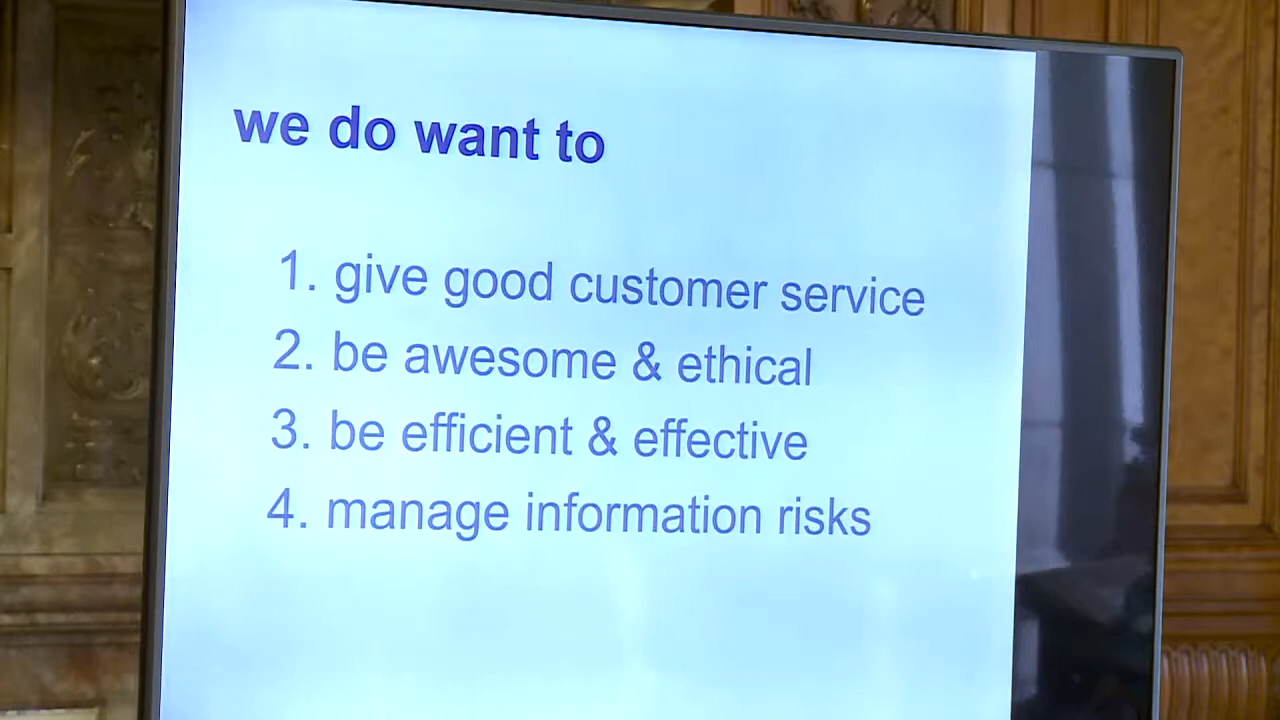 we do want to
1. give good customer service
2. be awesome & ethical
3. be efficient & effective
4. manage information risks